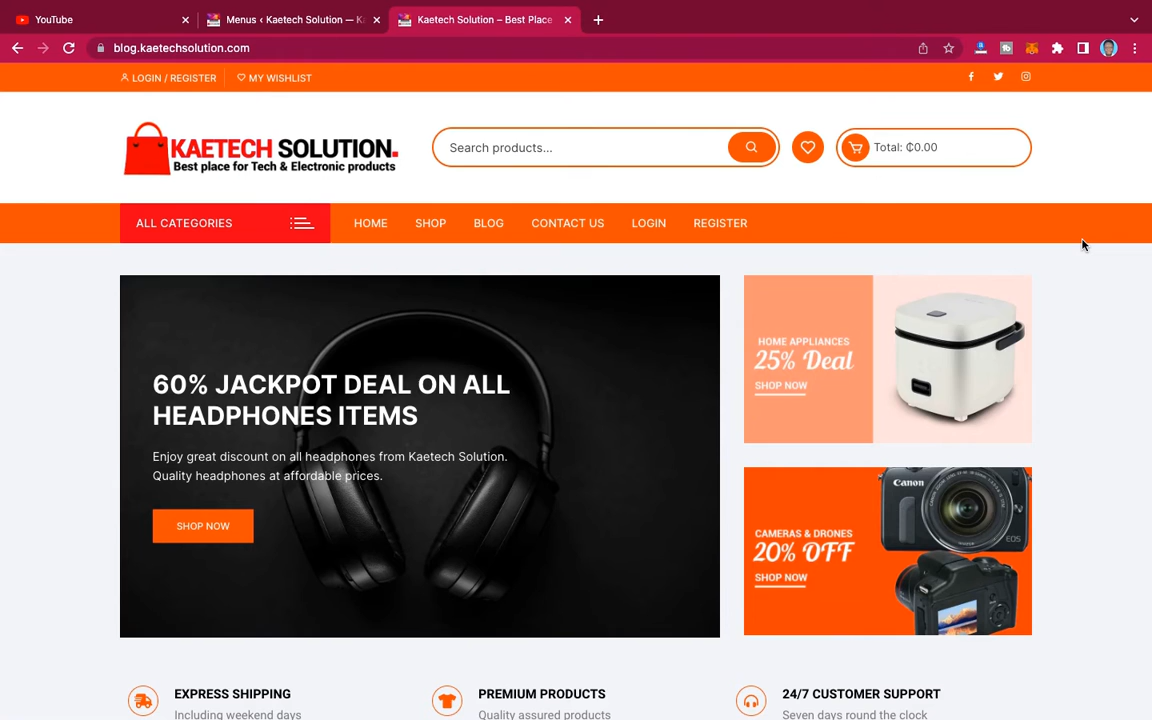 YouTube
Menus ‹ Kaetech Solution — K
Kaetech Solution – Best Place
blog.kaetechsolution.com
LOGIN / REGISTER
MY WISHLIST
KAETECH SOLUTION.
Best place for Tech & Electronic products
Search products...
Total: ₵0.00
ALL CATEGORIES
HOME
SHOP
BLOG
CONTACT US
LOGIN
REGISTER
60% JACKPOT DEAL ON ALL
HEADPHONES ITEMS
Enjoy great discount on all headphones from Kaetech Solution.
Quality headphones at affordable prices.
SHOP NOW
HOME APPLIANCES
25% Deal
SHOP NOW
CAMERAS & DRONES
20% OFF
SHOP NOW
Canon
EOS
EXPRESS SHIPPING
Including weekend days
PREMIUM PRODUCTS
Quality assured products
24/7 CUSTOMER SUPPORT
Seven days round the clock